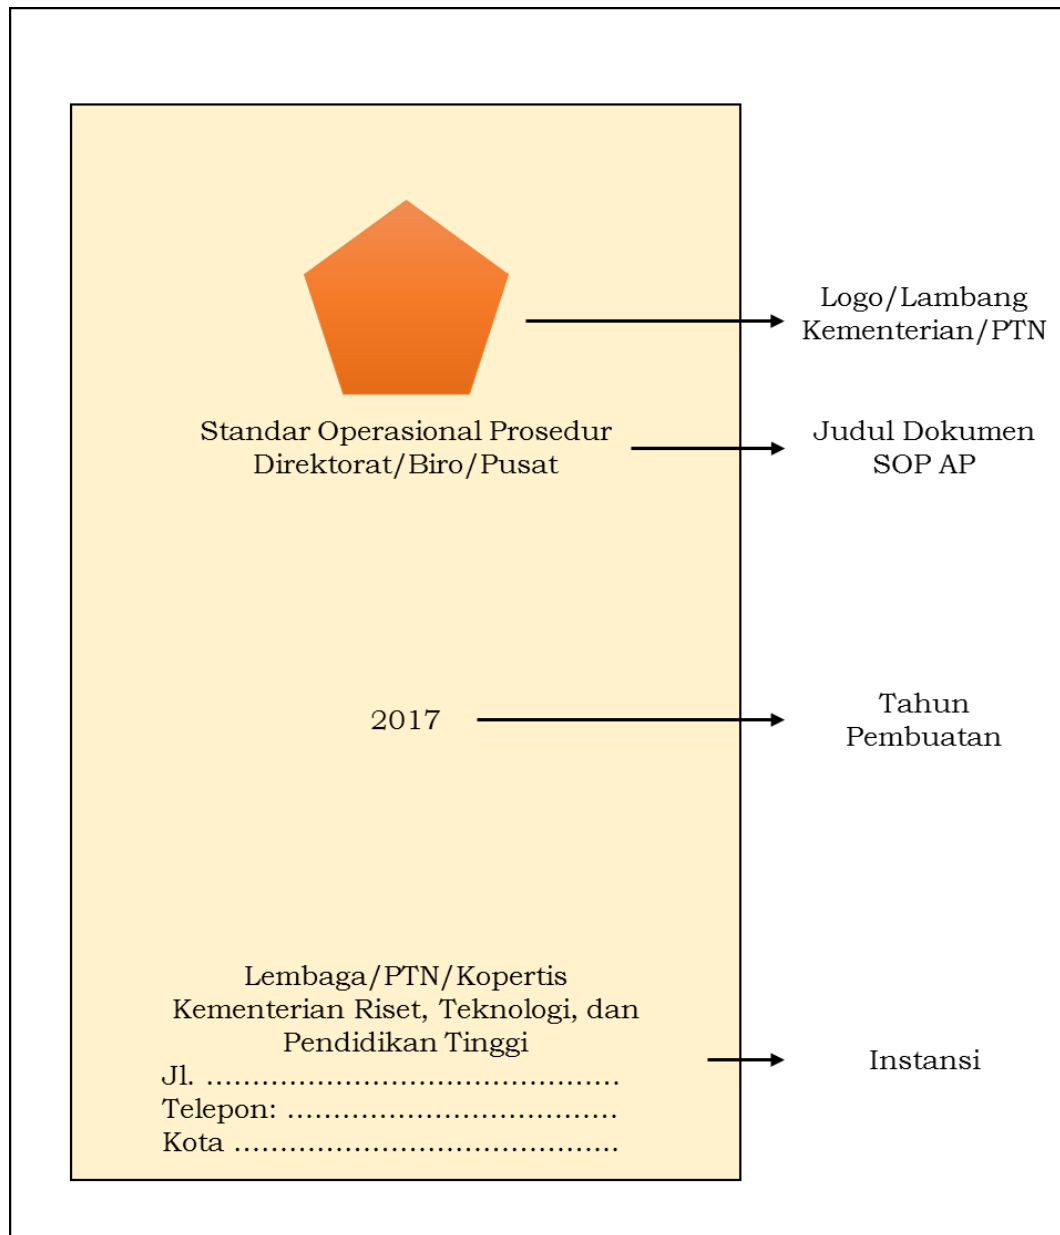 Logo/Lambang
Kementerian/PTN
Standar Operasional Prosedur
Direktorat/Biro/Pusat
Judul Dokumen
SOP AP
2017
Tahun
Pembuatan
Lembaga/PTN/Kopertis
Kementerian Riset, Teknologi, dan
Pendidikan Tinggi
Jl. .............................................
Telepon: ....................................
Kota ..........................................
Instansi